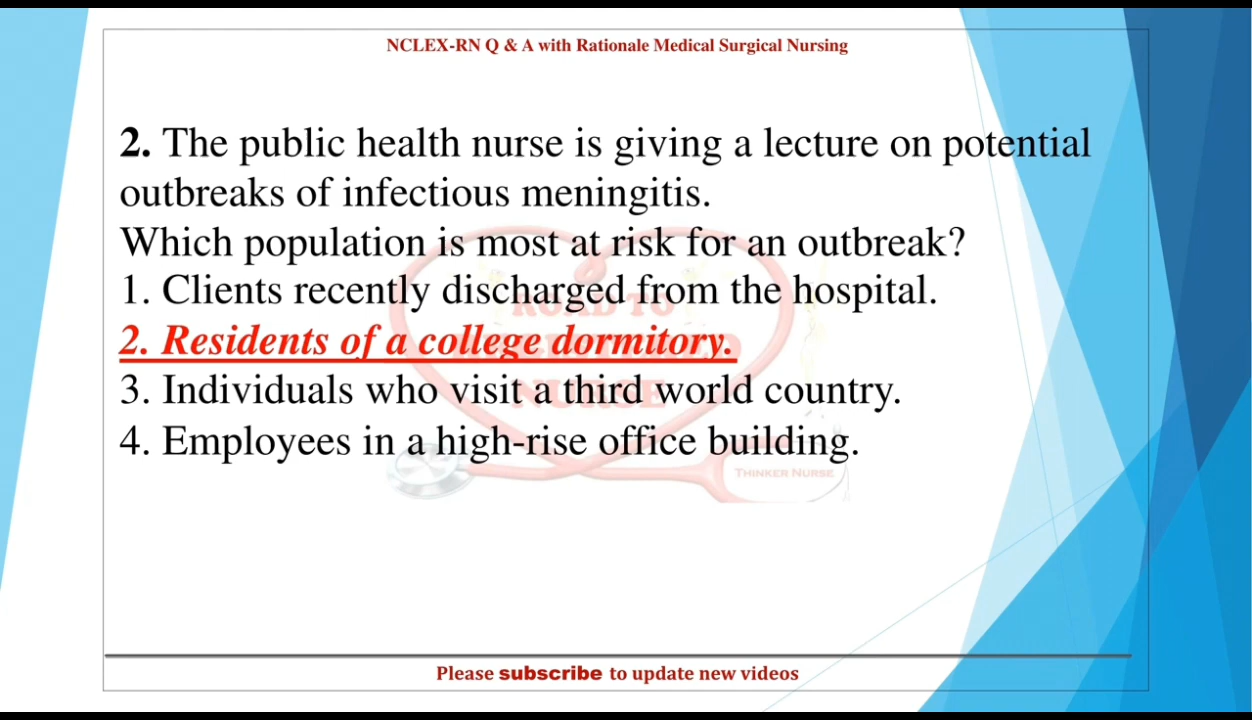 NCLEX-RN Q & A with Rationale Medical Surgical Nursing
2. The public health nurse is giving a lecture on potential
outbreaks of infectious meningitis.
Which population is most at risk for an outbreak?
1. Clients recently discharged from the hospital.
2. Residents of a college dormitory.
3. Individuals who visit a third world country.
4. Employees in a high-rise office building.
ROAD TO
NURSE
THINKER NURSE
Please subscribe to update new videos